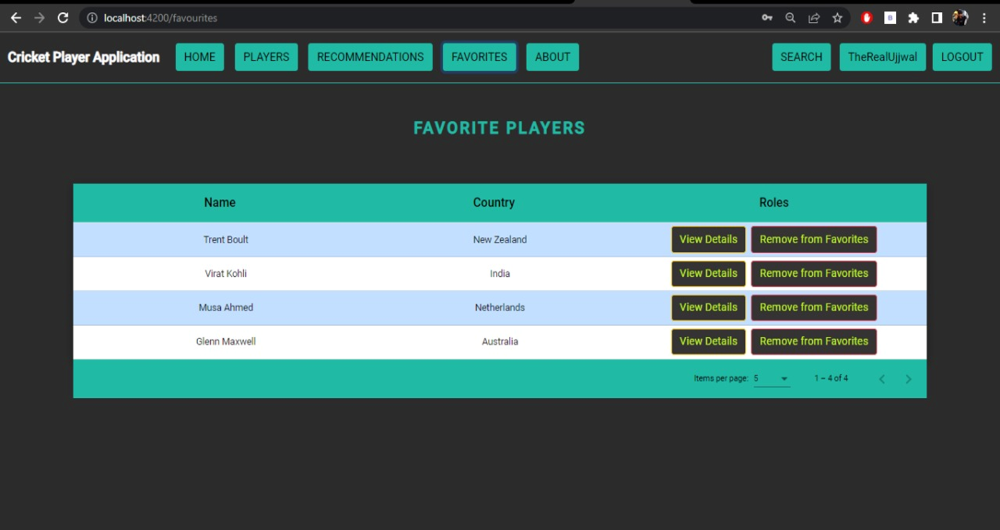 localhost:4200/favourites
Cricket Player Application HOME PLAYERS RECOMMENDATIONS FAVORITES ABOUT SEARCH TheRealUjjwal LOGOUT
FAVORITE PLAYERS
Name Country Roles
Trent Boult New Zealand View Details Remove from Favorites
Virat Kohli India View Details Remove from Favorites
Musa Ahmed Netherlands View Details Remove from Favorites
Glenn Maxwell Australia View Details Remove from Favorites
Items per page: 5 1 – 4 of 4